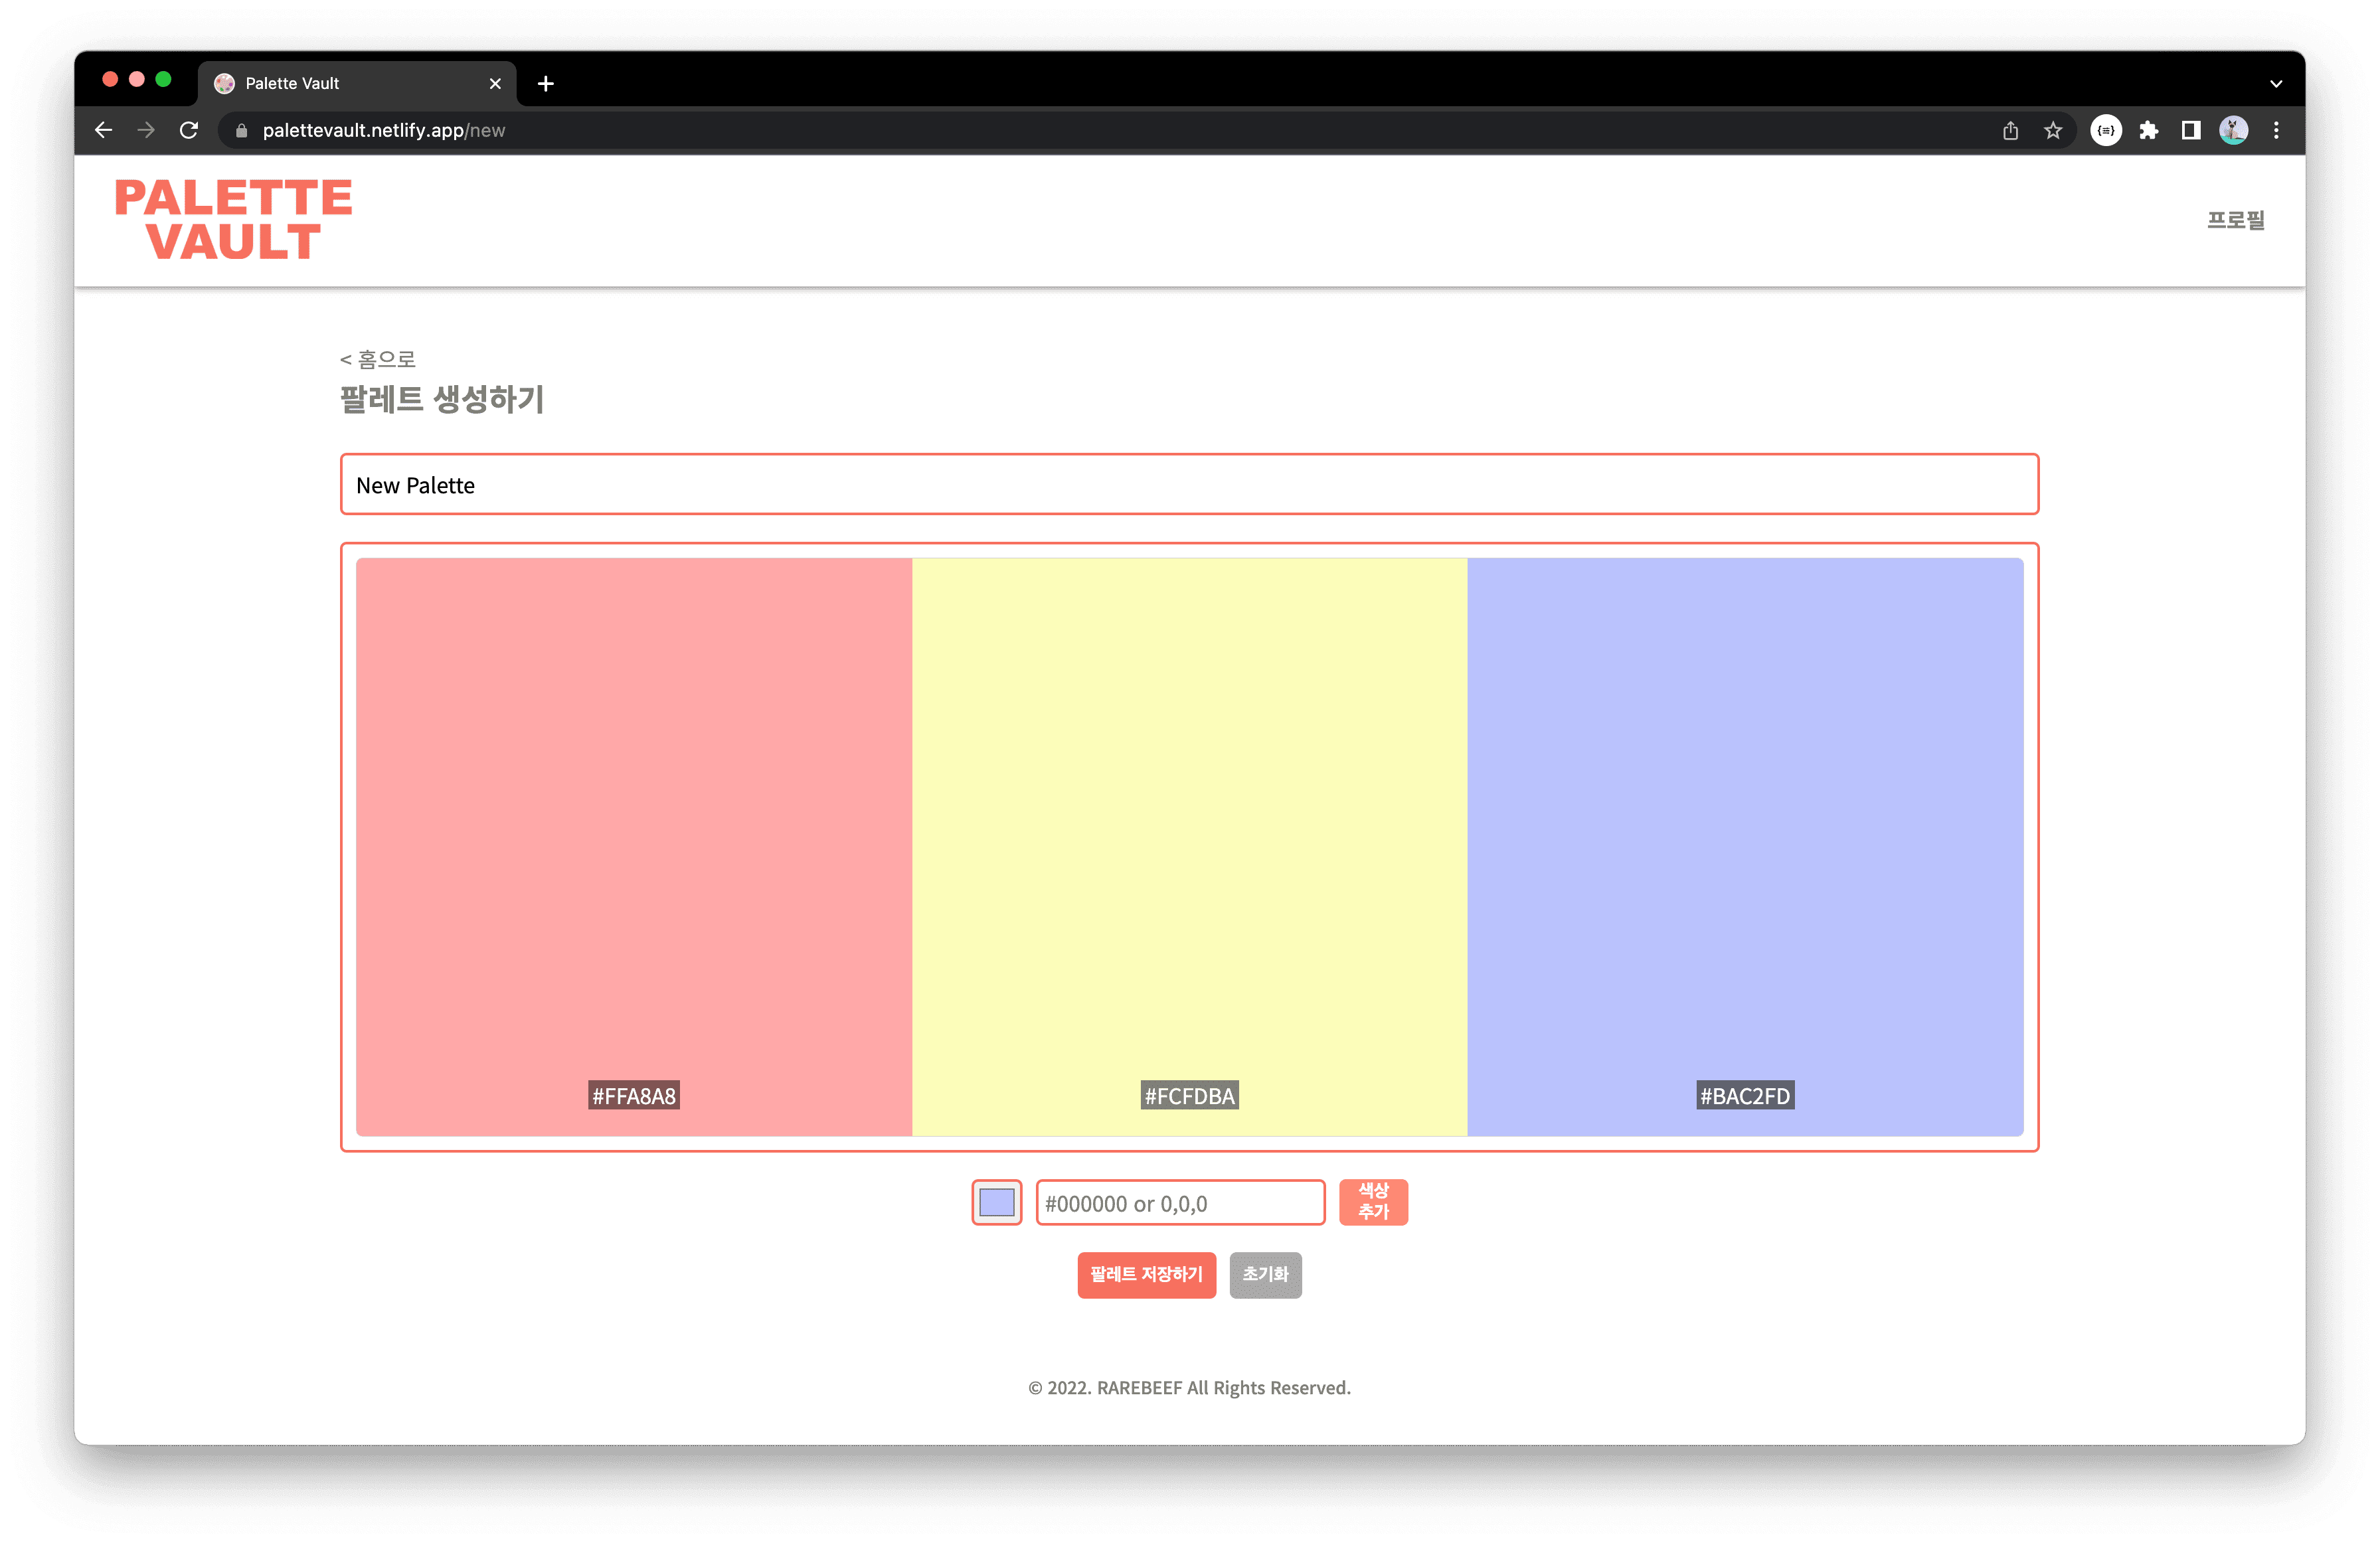 Palette Vault
palettevault.netlify.app/new
PALETTE
VAULT
프로필
< 홈으로
팔레트 생성하기
New Palette
#FFA8A8
#FCFDBA
#BAC2FD
#000000 or 0,0,0
색상
추가
팔레트 저장하기
초기화
© 2022. RAREBEEF All Rights Reserved.